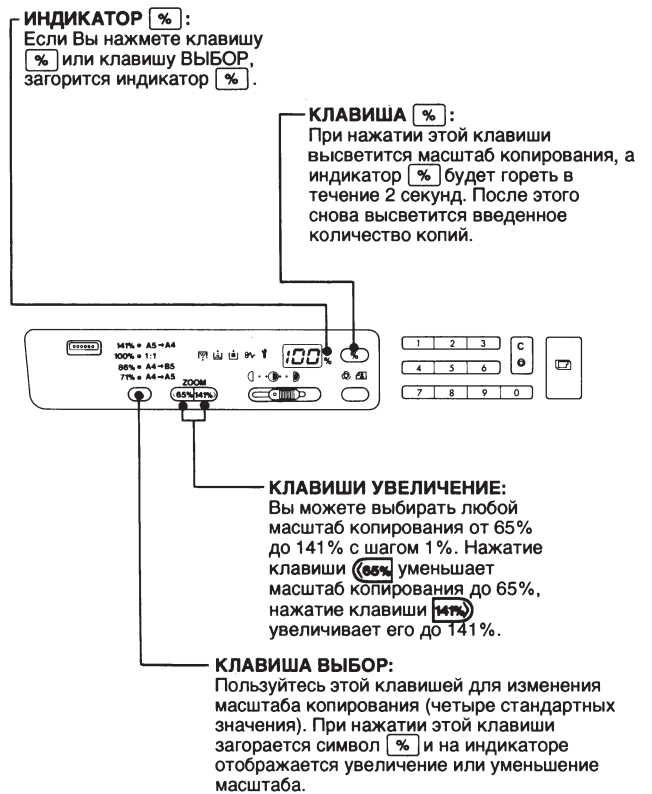 ИНДИКАТОР % :
Если Вы нажмете клавишу
% или клавишу ВЫБОР,
загорится индикатор % .
КЛАВИША % :
При нажатии этой клавиши
высветится масштаб копирования, а
индикатор % будет гореть в
течение 2 секунд. После этого
снова высветится введенное
количество копий.
141% A5→A4
100% 1:1
86% A4→B5
71% A4→A5
100 %
%
ZOOM
65% 141%
1 2 3
4 5 6
7 8 9 0
C
КЛАВИШИ УВЕЛИЧЕНИЕ:
Вы можете выбирать любой
масштаб копирования от 65%
до 141% с шагом 1%. Нажатие
клавиши 65% уменьшает
масштаб копирования до 65%,
нажатие клавиши 141%
увеличивает его до 141%.
КЛАВИША ВЫБОР:
Пользуйтесь этой клавишей для изменения
масштаба копирования (четыре стандартных
значения). При нажатии этой клавиши
загорается символ % и на индикаторе
отображается увеличение или уменьшение
масштаба.